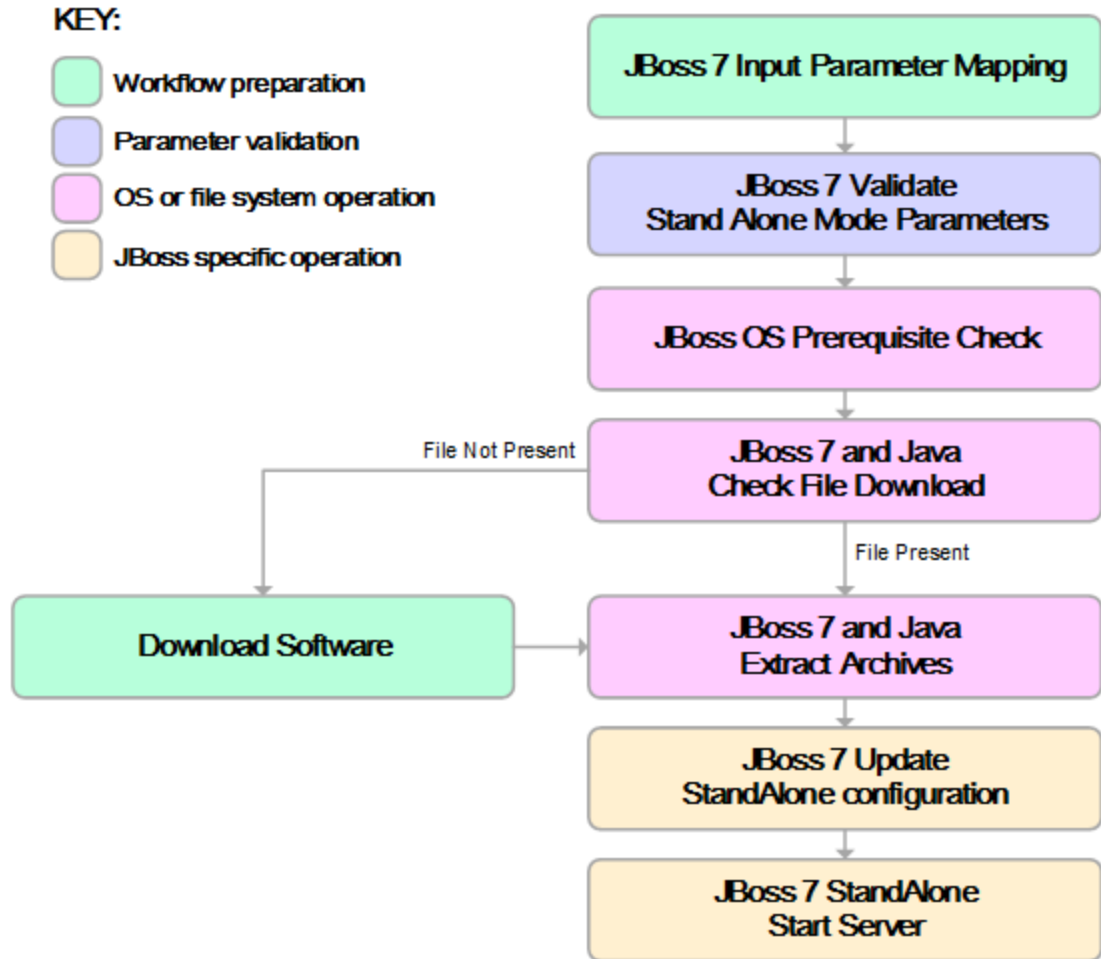 KEY:
Workflow preparation
Parameter validation
OS or file system operation
JBoss specific operation
JBoss 7 Input Parameter Mapping
JBoss 7 Validate
Stand Alone Mode Parameters
JBoss OS Prerequisite Check
JBoss 7 and Java
Check File Download
File Not Present
File Present
Download Software
JBoss 7 and Java
Extract Archives
JBoss 7 Update
StandAlone configuration
JBoss 7 StandAlone
Start Server